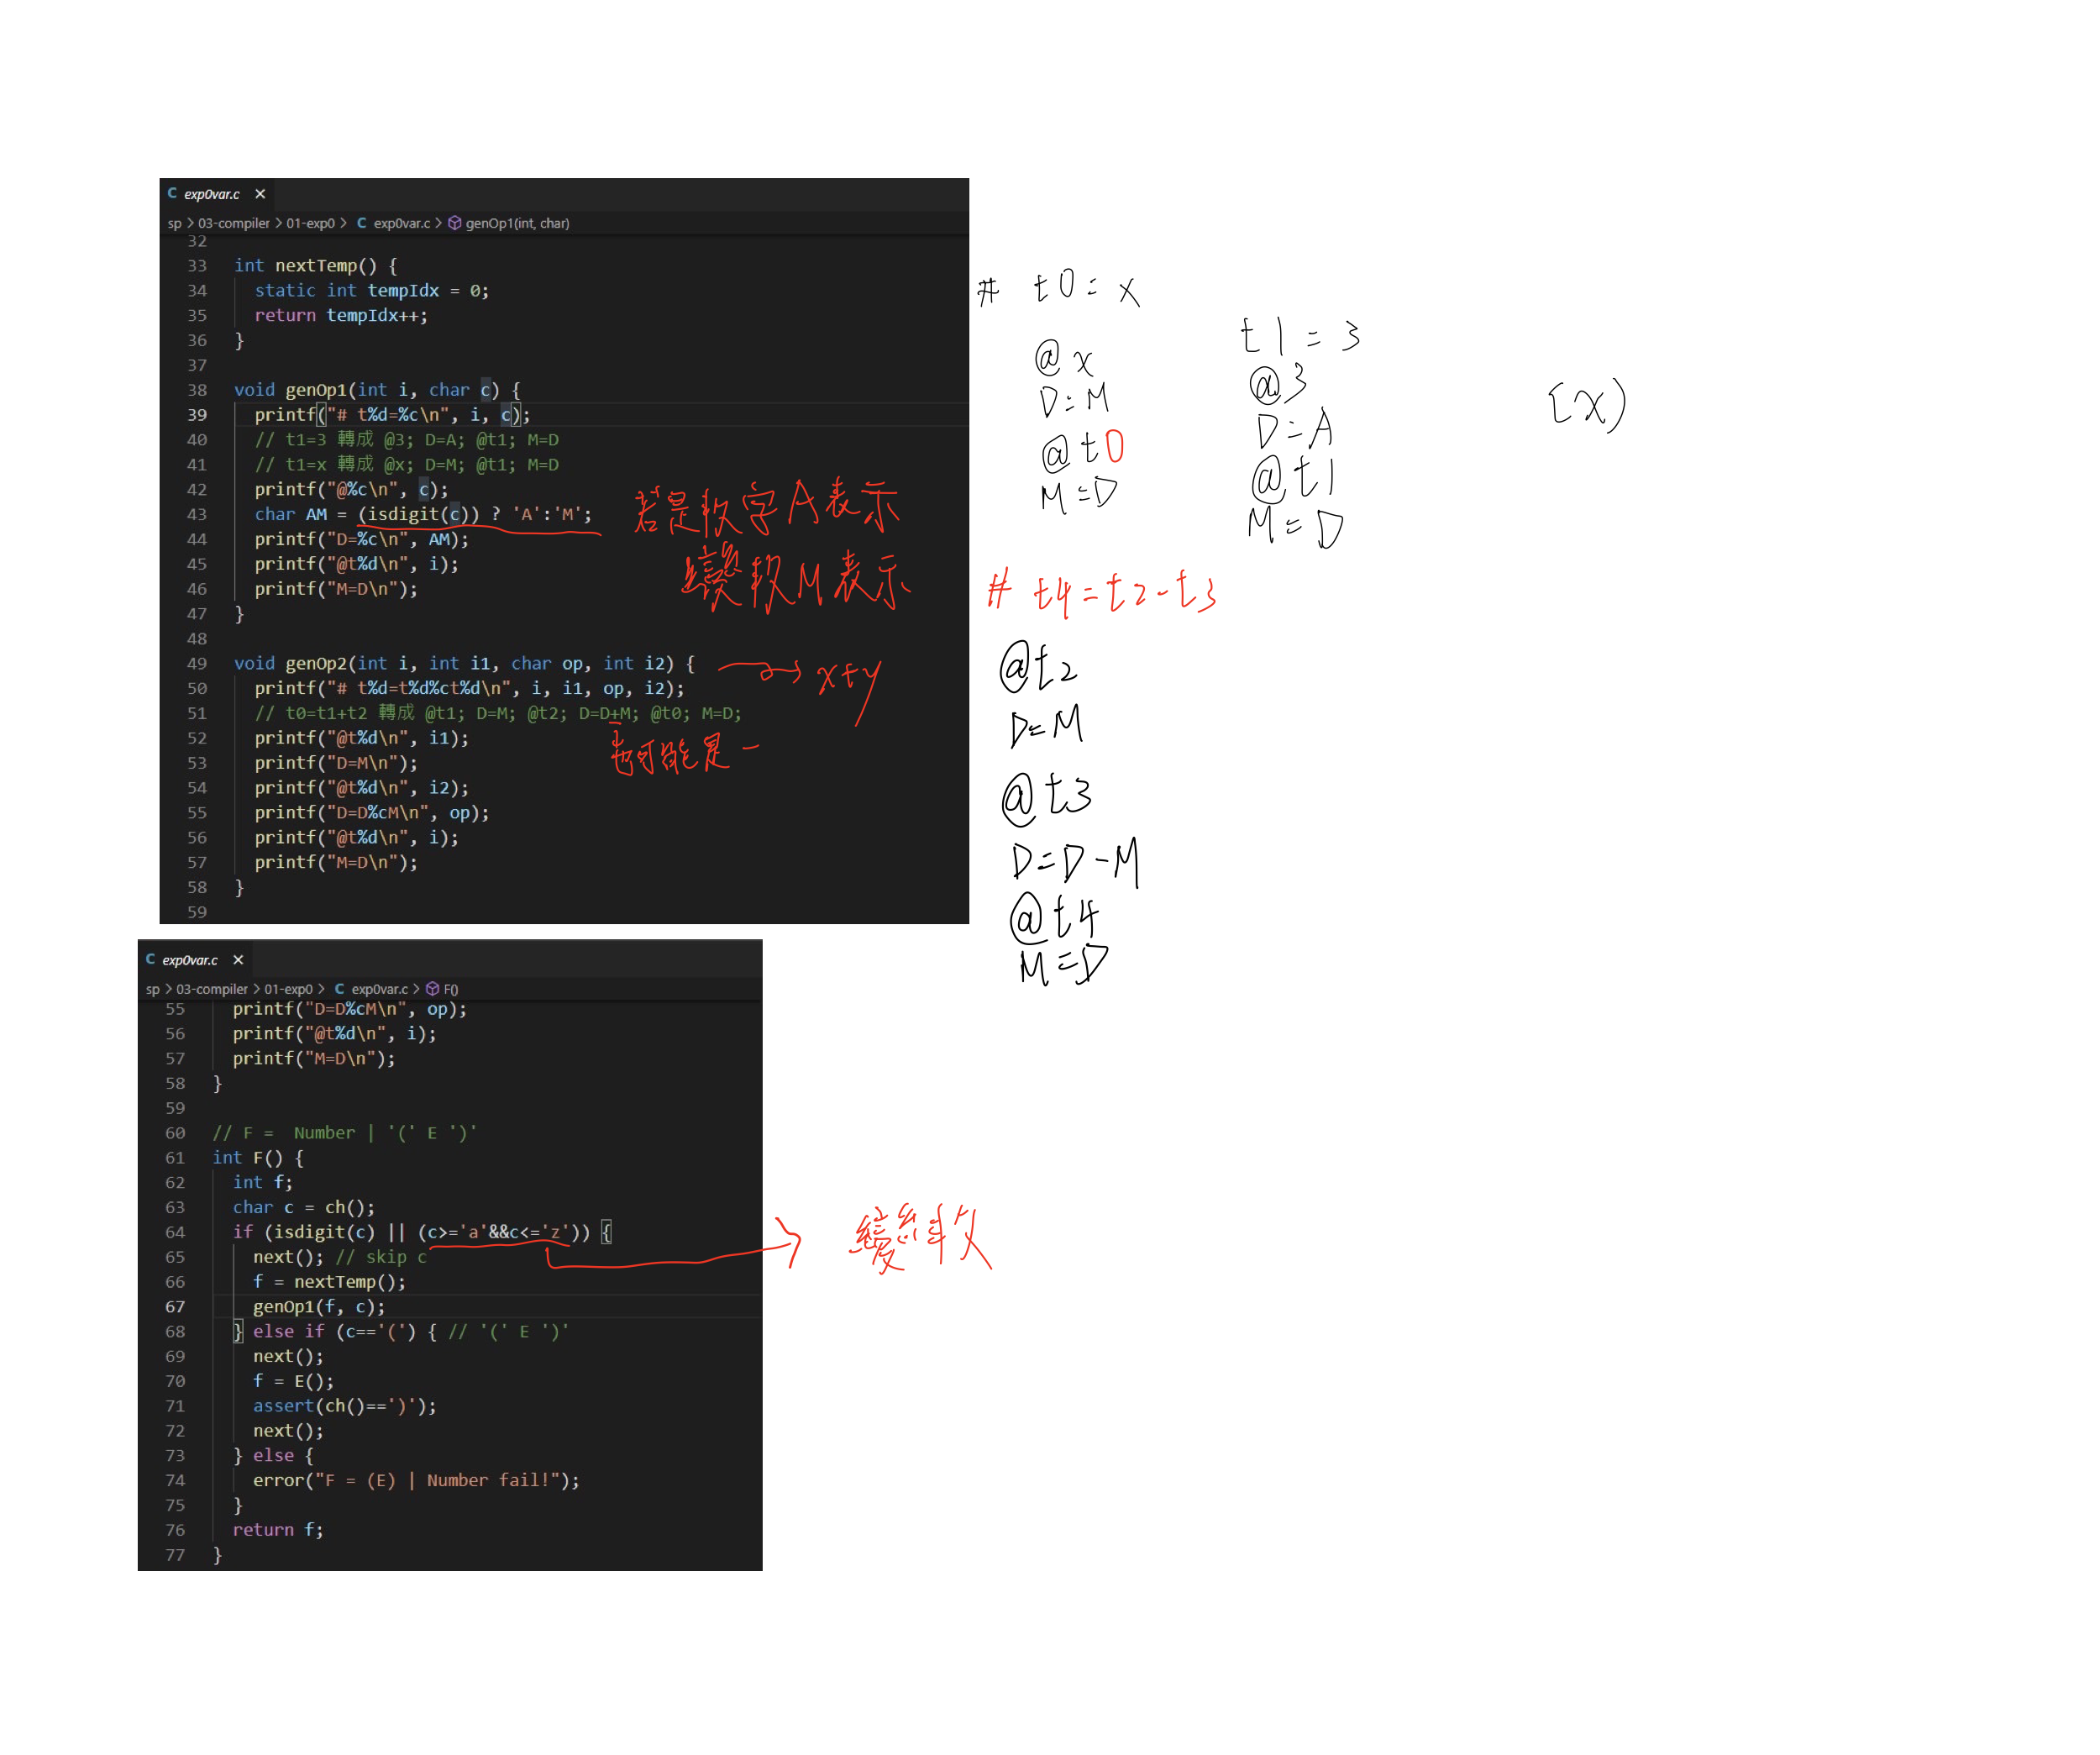 exp0var.c ×
sp > 03-compiler > 01-exp0 > C exp0var.c > genOp1(int, char)
32
33 int nextTemp() {
34 static int tempIdx = 0;
35 return tempIdx++;
36 }
37
38 void genOp1(int i, char c) {
39 printf("# t%d=%c\n", i, c);
40 // t1=3 轉成 @3; D=A; @t1; M=D
41 // t1=x 轉成 @x; D=M; @t1; M=D
42 printf("@%c\n", c);
43 char AM = (isdigit(c)) ? 'A':'M';
44 printf("D=%c\n", AM);
45 printf("@t%d\n", i);
46 printf("M=D\n");
47 }
48
49 void genOp2(int i, int i1, char op, int i2) {
50 printf("# t%d=t%d%ct%d\n", i, i1, op, i2);
51 // t0=t1+t2 轉成 @t1; D=M; @t2; D=D+M; @t0; M=D;
52 printf("@t%d\n", i1);
53 printf("D=M\n");
54 printf("@t%d\n", i2);
55 printf("D=D%cM\n", op);
56 printf("@t%d\n", i);
57 printf("M=D\n");
58 }
59
若是數字A表示
變數M表示
→ x+y
也可能是-
# t0=x
@x
D=M
@t0
M=D
t1=3
@3
D=A
@t1
M=D
(x)
# t4=t2-t3
@t2
D=M
@t3
D=D-M
@t4
M=D
exp0var.c ×
sp > 03-compiler > 01-exp0 > C exp0var.c > F()
55 printf("D=D%cM\n", op);
56 printf("@t%d\n", i);
57 printf("M=D\n");
58 }
59
60 // F =  Number | '(' E ')'
61 int F() {
62 int f;
63 char c = ch();
64 if (isdigit(c) || (c>='a'&&c<='z')) {
65 next(); // skip c
66 f = nextTemp();
67 genOp1(f, c);
68 } else if (c=='(') { // '(' E ')'
69 next();
70 f = E();
71 assert(ch()==')');
72 next();
73 } else {
74 error("F = (E) | Number fail!");
75 }
76 return f;
77 }
→ 變數